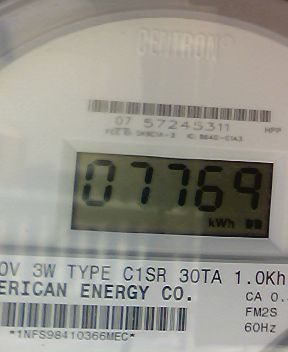 CENTRON®
07 57245311
HPP
07769
kWh
0V 3W TYPE C1SR 30TA 1.0Kh
ERICAN ENERGY CO.
CA 0.
FM2S
60Hz
*1NFS98410366MEC*